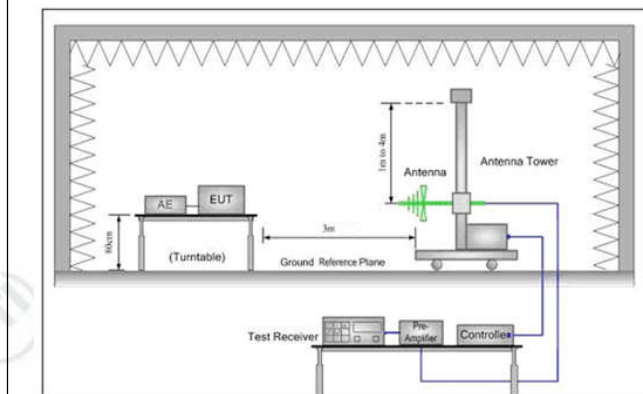 1m to 4m
Antenna
Antenna Tower
AE
EUT
80cm
(Turntable)
3m
Ground Reference Plane
Test Receiver
Pre-
Amplifier
Controller